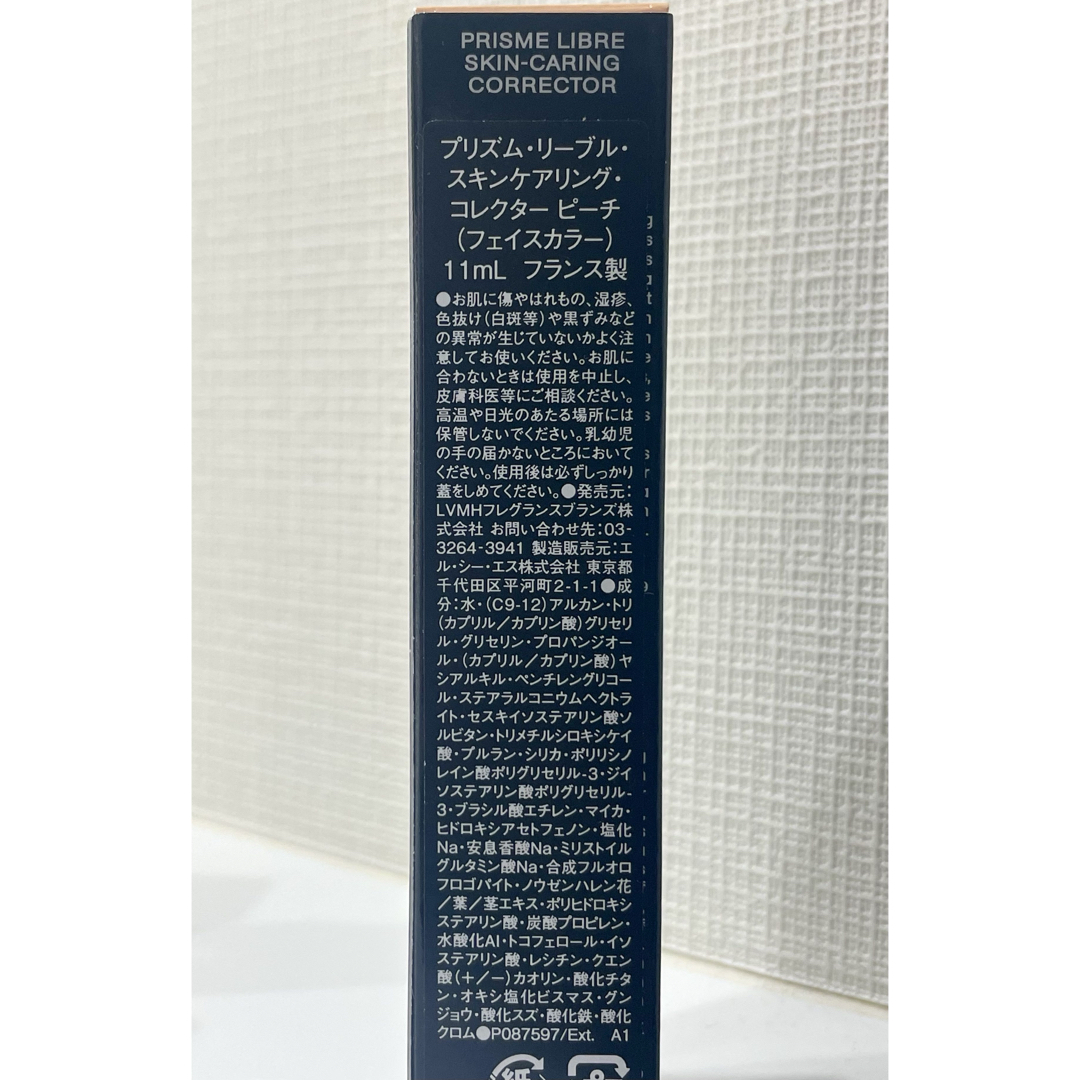 PRISME LIBRE
SKIN-CARING
CORRECTOR
プリズム・リーブル・
スキンケアリング・
コレクター ピーチ
（フェイスカラー）
11mL フランス製
●お肌に傷やはれもの、湿疹、
色抜け（白斑等）や黒ずみなど
の異常が生じていないかよく注
意してお使いください。お肌に
合わないときは使用を中止し、
皮膚科医等にご相談ください。
高温や日光のあたる場所には
保管しないでください。乳幼児
の手の届かないところにおいて
ください。使用後は必ずしっかり
蓋をしめてください。●発売元：
LVMHフレグランスブランズ株
式会社 お問い合わせ先：03-
3264-3941 製造販売元：エ
ル・シー・エス株式会社 東京都
千代田区平河町2-1-1●成
分：水・（C9-12）アルカン・トリ
（カプリル／カプリン酸）グリセリ
ル・グリセリン・プロパンジオー
ル・（カプリル／カプリン酸）ヤ
シアルキル・ペンチレングリコー
ル・ステアラルコニウムヘクトラ
イト・セスキイソステアリン酸ソ
ルビタン・トリメチルシロキシケイ
酸・プルラン・シリカ・ポリリシノ
レイン酸ポリグリセリル-3・ジイ
ソステアリン酸ポリグリセリル-
3・ブラシル酸エチレン・マイカ・
ヒドロキシアセトフェノン・塩化
Na・安息香酸Na・ミリストイル
グルタミン酸Na・合成フルオロ
フロゴパイト・ノウゼンハレン花
／葉／茎エキス・ポリヒドロキシ
ステアリン酸・炭酸プロピレン・
水酸化Al・トコフェロール・イソ
ステアリン酸・レシチン・クエン
酸（＋／－）カオリン・酸化チタ
ン・オキシ塩化ビスマス・グン
ジョウ・酸化スズ・酸化鉄・酸化
クロム●P087597/Ext. A1
紙